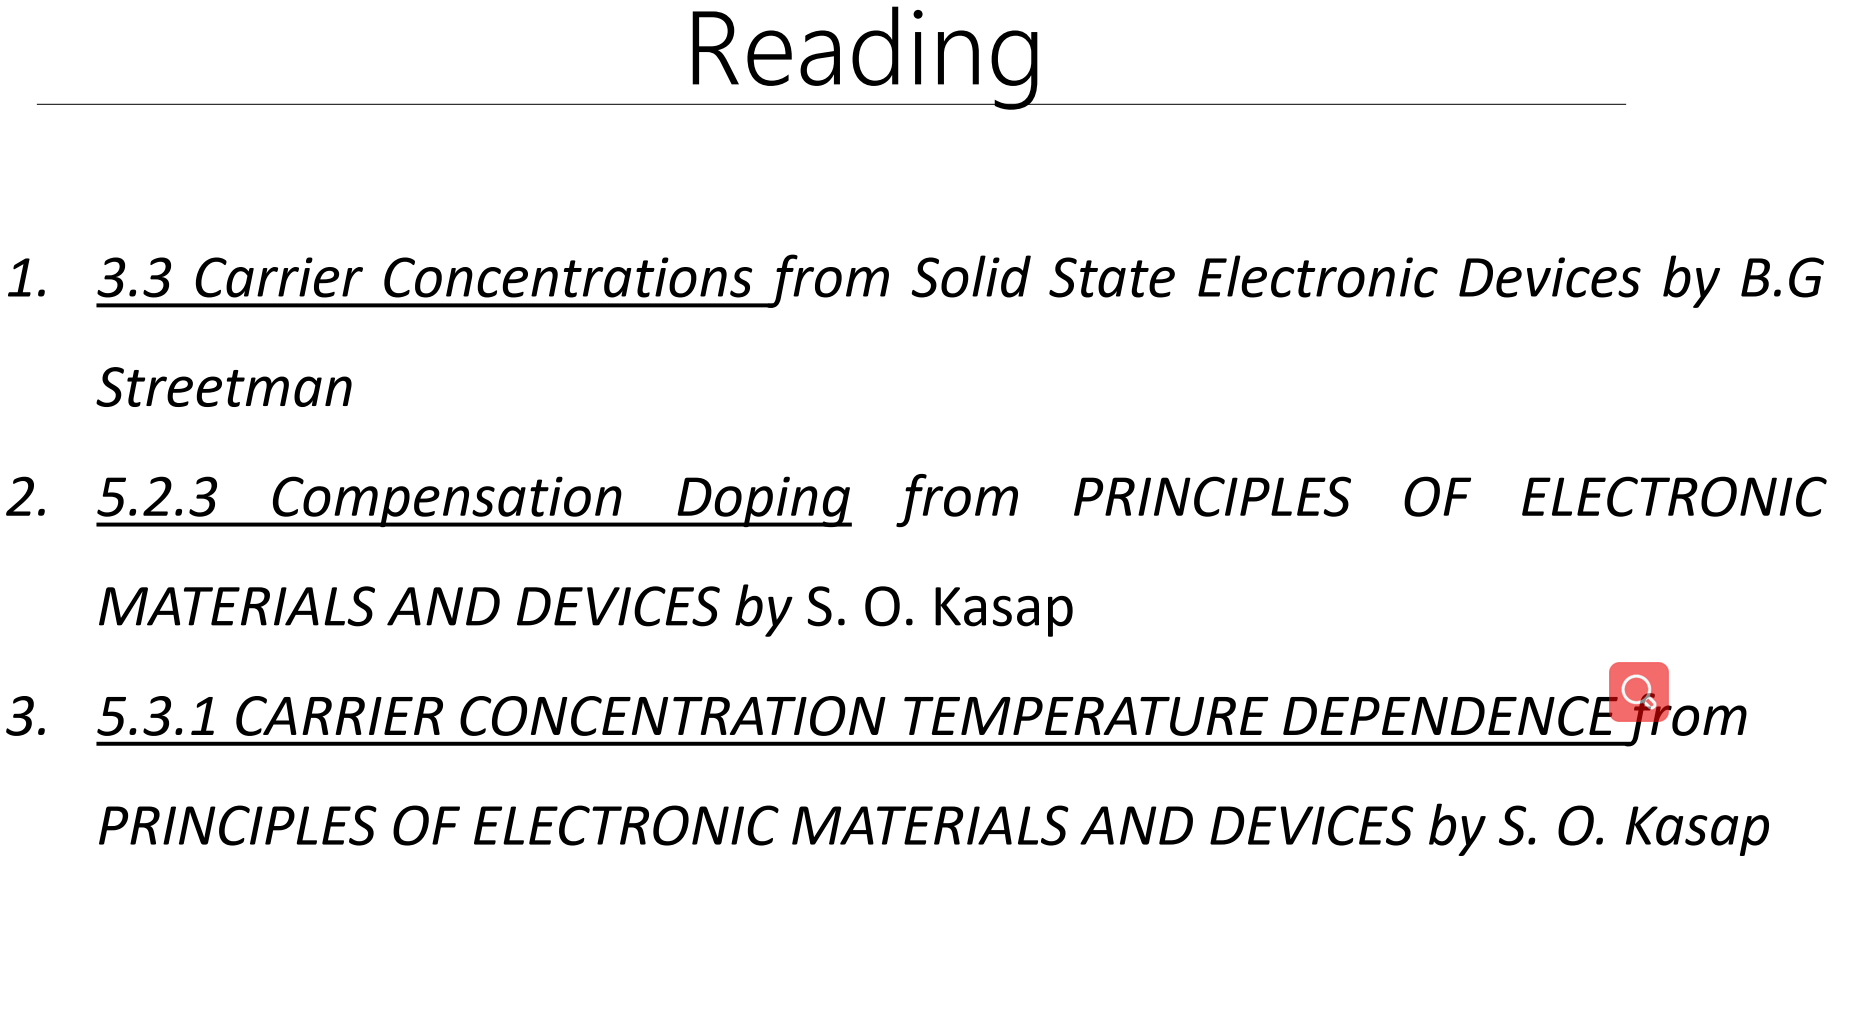 Reading
1. 3.3 Carrier Concentrations from Solid State Electronic Devices by B.G
Streetman
2. 5.2.3 Compensation Doping from PRINCIPLES OF ELECTRONIC
MATERIALS AND DEVICES by S. O. Kasap
3. 5.3.1 CARRIER CONCENTRATION TEMPERATURE DEPENDENCE from
PRINCIPLES OF ELECTRONIC MATERIALS AND DEVICES by S. O. Kasap